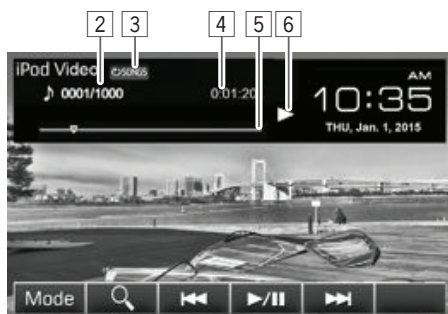 2 3 4 5 6
iPod Video SONGS
0001/1000 0:01:20
AM
10:35
THU, Jan. 1, 2015
Mode